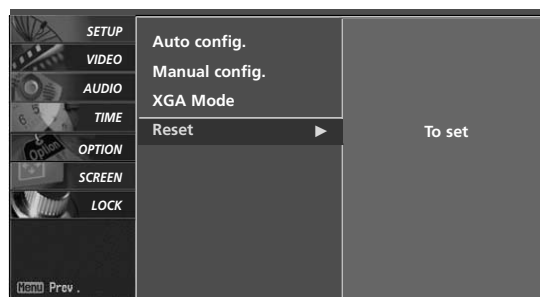 SETUP
VIDEO
AUDIO
TIME
OPTION
SCREEN
LOCK
Auto config.
Manual config.
XGA Mode
Reset ▶
To set
Menu Prev.